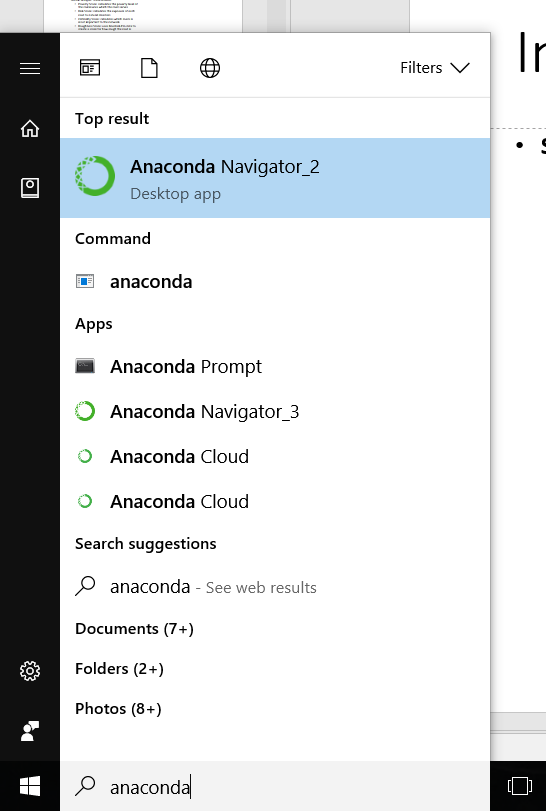 Filters
Top result
Anaconda Navigator_2
Desktop app
Command
anaconda
Apps
Anaconda Prompt
Anaconda Navigator_3
Anaconda Cloud
Anaconda Cloud
Search suggestions
anaconda - See web results
Documents (7+)
Folders (2+)
Photos (8+)
anaconda